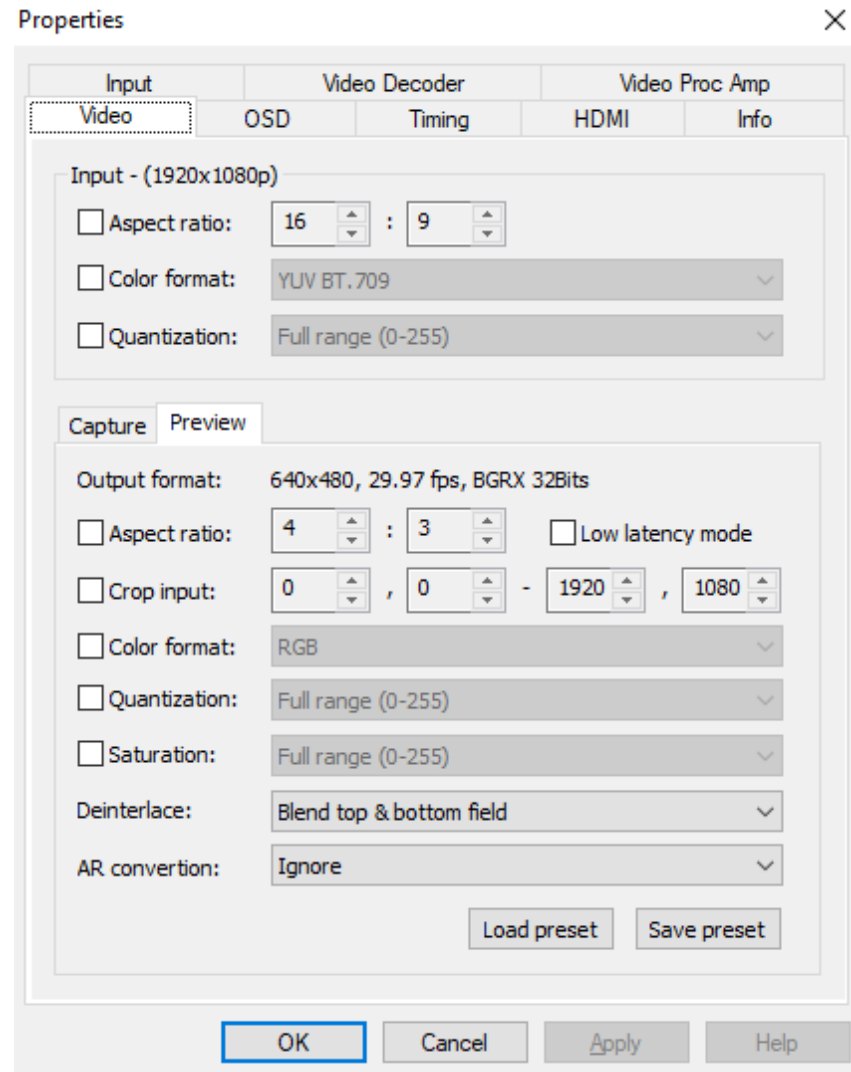 Properties
Input Video Decoder Video Proc Amp
Video OSD Timing HDMI Info
Input - (1920x1080p)
Aspect ratio: 16 : 9
Color format: YUV BT.709
Quantization: Full range (0-255)
Capture Preview
Output format: 640x480, 29.97 fps, BGRX 32Bits
Aspect ratio: 4 : 3 Low latency mode
Crop input: 0 , 0 - 1920 , 1080
Color format: RGB
Quantization: Full range (0-255)
Saturation: Full range (0-255)
Deinterlace: Blend top & bottom field
AR convertion: Ignore
Load preset Save preset
OK Cancel Apply Help